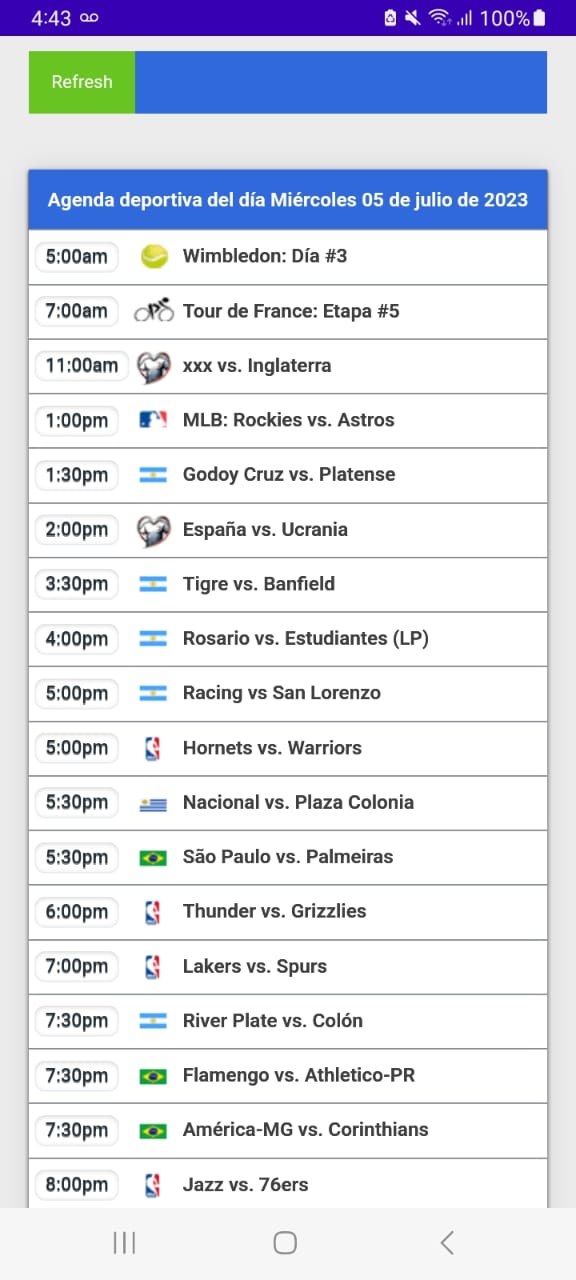 4:43 100%
Refresh
Agenda deportiva del día Miércoles 05 de julio de 2023
5:00am Wimbledon: Día #3
7:00am Tour de France: Etapa #5
11:00am xxx vs. Inglaterra
1:00pm MLB: Rockies vs. Astros
1:30pm Godoy Cruz vs. Platense
2:00pm España vs. Ucrania
3:30pm Tigre vs. Banfield
4:00pm Rosario vs. Estudiantes (LP)
5:00pm Racing vs San Lorenzo
5:00pm Hornets vs. Warriors
5:30pm Nacional vs. Plaza Colonia
5:30pm São Paulo vs. Palmeiras
6:00pm Thunder vs. Grizzlies
7:00pm Lakers vs. Spurs
7:30pm River Plate vs. Colón
7:30pm Flamengo vs. Athletico-PR
7:30pm América-MG vs. Corinthians
8:00pm Jazz vs. 76ers